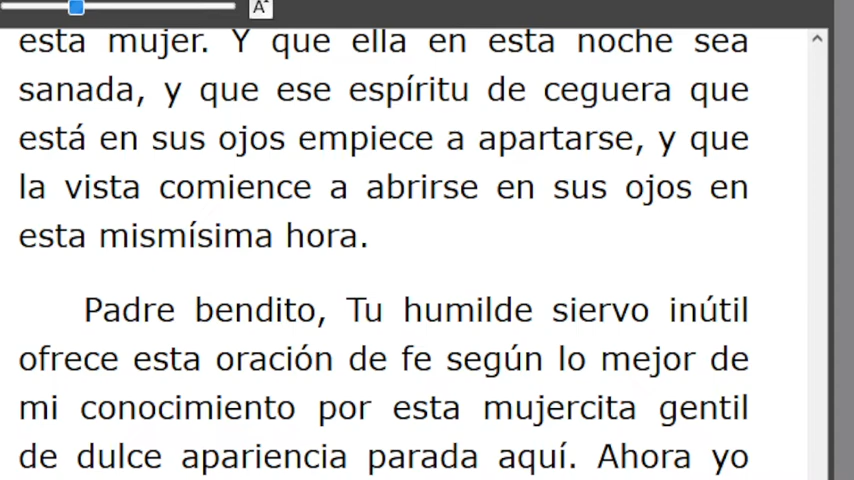 A
esta mujer. Y que ella en esta noche sea
sanada, y que ese espíritu de ceguera que
está en sus ojos empiece a apartarse, y que
la vista comience a abrirse en sus ojos en
esta mismísima hora.
Padre bendito, Tu humilde siervo inútil
ofrece esta oración de fe según lo mejor de
mi conocimiento por esta mujercita gentil
de dulce apariencia parada aquí. Ahora yo